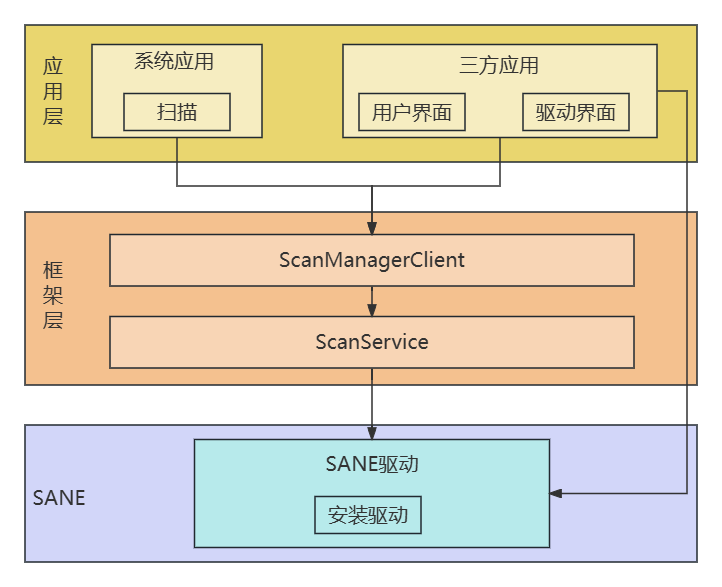 应用层
系统应用
扫描
三方应用
用户界面
驱动界面
框架层
ScanManagerClient
ScanService
SANE
SANE驱动
安装驱动